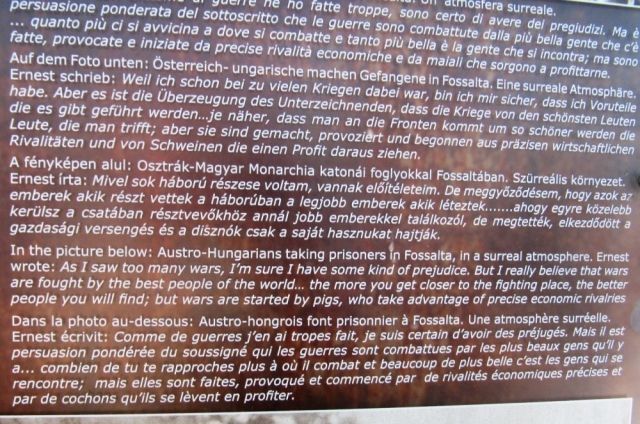 di guerre ne ho fatte troppe, sono certo di avere dei pregiudizi. Ma è
persuasione ponderata del sottoscritto che le guerre sono combattute dalla più bella gente che c'è
... quanto più ci si avvicina a dove si combatte e tanto più bella è la gente che si incontra; ma sono
fatte, provocate e iniziate da precise rivalità economiche e da maiali che sorgono a profittarne.
Auf dem Foto unten: Österreich- ungarische machen Gefangene in Fossalta. Eine surreale Atmosphäre.
Ernest schrieb: Weil ich schon bei zu vielen Kriegen dabei war, bin ich mir sicher, dass ich Voruteile
habe. Aber es ist die Überzeugung des Unterzeichnenden, dass die Kriege von den schönsten Leuten
die es gibt geführt werden...je näher, dass man an die Fronten kommt um so schöner werden die
Leute, die man trifft; aber sie sind gemacht, provoziert und begonnen aus präzisen wirtschaftlichen
Rivalitäten und von Schweinen die einen Profit daraus ziehen.
A fényképen alul: Osztrák-Magyar Monarchia katonái foglyokkal Fossaltában. Szürreális környezet.
Ernest írta: Mivel sok háború részese voltam, vannak előítéleteim. De meggyőződésem, hogy azok az
emberek akik részt vettek a háborúban a legjobb emberek akik léteztek.......ahogy egyre közelebb
kerülsz a csatában résztvevőkhöz annál jobb emberekkel találkozól, de megtették, elkezdődött a
gazdasági versengés és a disznók csak a saját hasznukat hajtják.
In the picture below: Austro-Hungarians taking prisoners in Fossalta, in a surreal atmosphere. Ernest
wrote: As I saw too many wars, I'm sure I have some kind of prejudice. But I really believe that wars
are fought by the best people of the world... the more you get closer to the fighting place, the better
people you will find; but wars are started by pigs, who take advantage of precise economic rivalries
Dans la photo au-dessous: Austro-hongrois font prisonnier à Fossalta. Une atmosphère surréelle.
Ernest écrivit: Comme de guerres j'en ai tropes fait, je suis certain d'avoir des préjugés. Mais il est
persuasion pondérée du soussigné qui les guerres sont combattues par les plus beaux gens qu'il y
a... combien de tu te rapproches plus à où il combat et beaucoup de plus belle c'est les gens qui se
rencontre; mais elles sont faites, provoqué et commencé par de rivalités économiques précises et
par de cochons qu'ils se lèvent en profiter.